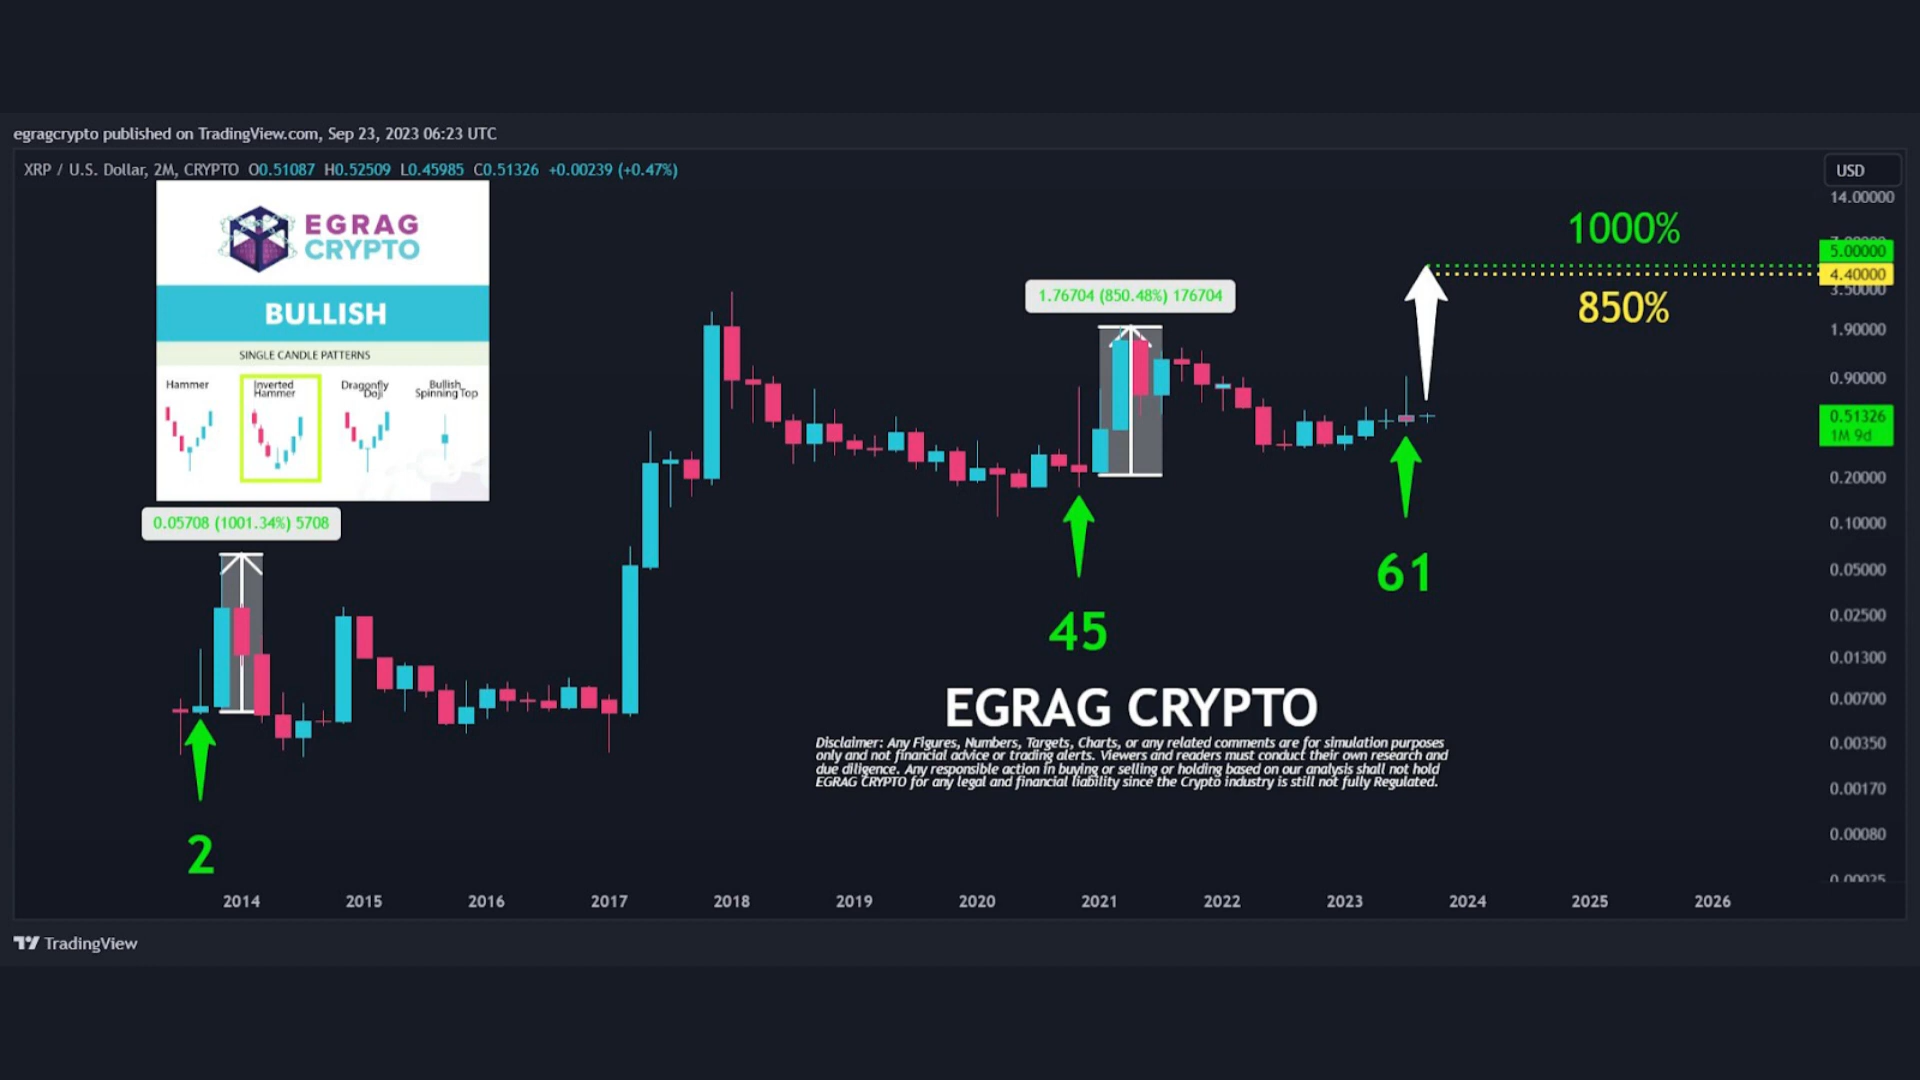 egragcrypto published on TradingView.com, Sep 23, 2023 06:23 UTC
XRP / U.S. Dollar, 2M, CRYPTO O0.51087 H0.52509 L0.45985 C0.51326 +0.00239 (+0.47%)
USD
EGRAG
CRYPTO
BULLISH
SINGLE CANDLE PATTERNS
Hammer
Inverted
Hammer
Dragonfly
Doji
Bullish
Spinning Top
0.05708 (1001.34%) 5708
1.76704 (850.48%) 176704
1000%
850%
14.00000
5.00000
4.40000
3.50000
1.90000
0.90000
0.51326
1M 9d
0.20000
0.10000
0.05000
0.02500
0.01300
0.00700
0.00350
0.00170
0.00080
2
45
61
EGRAG CRYPTO
Disclaimer: Any Figures, Numbers, Targets, Charts, or any related comments are for simulation purposes
only and not financial advice or trading alerts. Viewers and readers must conduct their own research and
due diligence. Any responsible action in buying or selling or holding based on our analysis shall not hold
EGRAG CRYPTO for any legal and financial liability since the Crypto industry is still not fully Regulated.
2014 2015 2016 2017 2018 2019 2020 2021 2022 2023 2024 2025 2026
TradingView